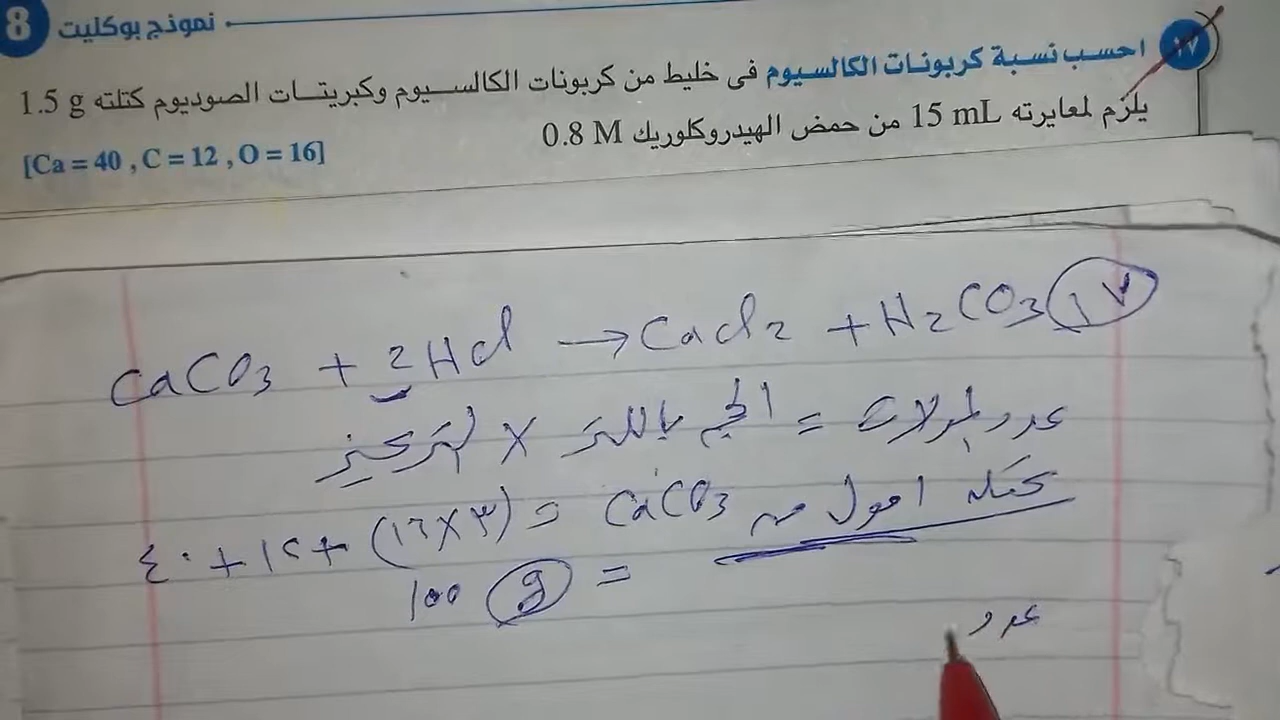 8 نموذج بوكليت
١٧ احسب نسبة كربونات الكالسيوم فى خليط من كربونات الكالسيوم وكبريتات الصوديوم كتلته 1.5 g
يلزم لمعايرته 15 mL من حمض الهيدروكلوريك 0.8 M
[Ca = 40 , C = 12 , O = 16]
١٧ CaCO3 + 2HCl → CaCl2 + H2CO3
عدد المولات = الحجم باللتر × التركيز
كتلة ١ مول من CaCO3 = (٣×١٦) + ١٢ + ٤٠
= 100 g
عدد